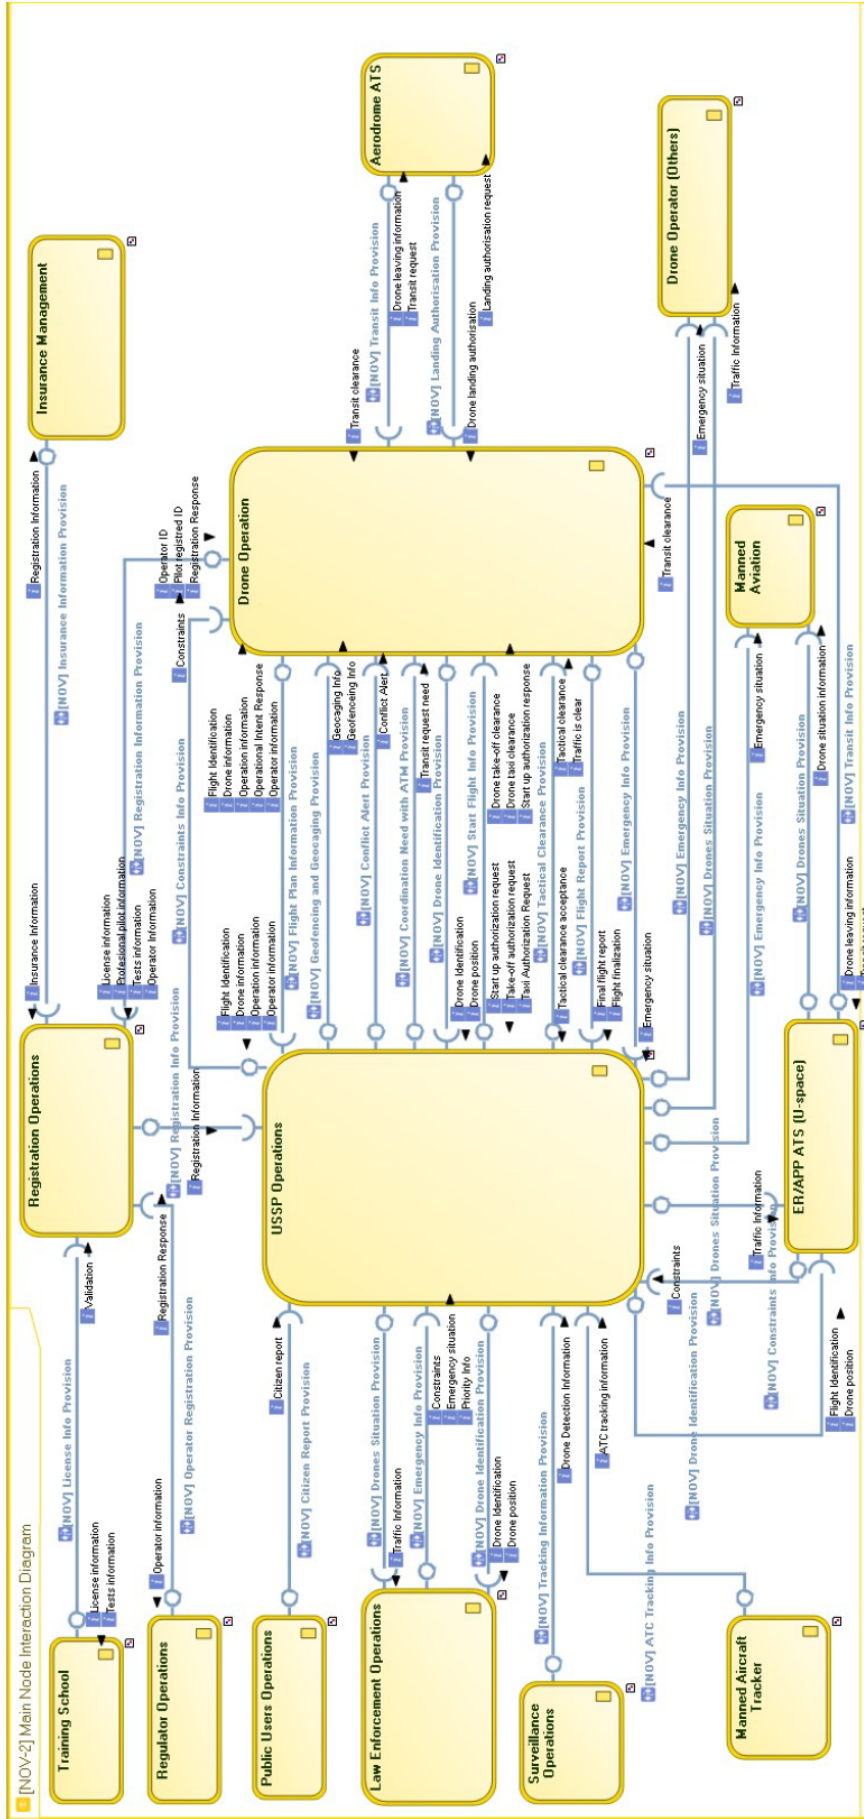 [NOV-2] Main Node Interaction Diagram
Training School
License information
Tests information
[NOV] License Info Provision
Validation
Regulator Operations
Operator information
[NOV] Operator Registration Provision
Registration Response
Registration Operations
Insurance Information
[NOV] Insurance Information Provision
Registration Information
Insurance Management
License information
Profesional pilot information
Tests information
Operator Information
[NOV] Registration Information Provision
Operator ID
Pilot registred ID
Registration Response
[NOV] Registration Info Provision
Registration Information
[NOV] Constraints Info Provision
Constraints
Public Users Operations
[NOV] Citizen Report Provision
Citizen report
USSP Operations
Drone Operation
Flight Identification
Drone information
Operation information
Operator information
[NOV] Flight Plan Information Provision
Flight Identification
Drone information
Operation information
Operational Intent Response
Operator information
[NOV] Geofencing and Geocaging Provision
Geocaging Info
Geofenceing Info
[NOV] Conflict Alert Provision
Conflict Alert
[NOV] Coordination Need with ATM Provision
Transit request need
[NOV] Drone Identification Provision
Drone Identification
Drone position
[NOV] Start Flight Info Provision
Start up authorization request
Take-off authorization request
Taxi Authorization Request
Drone take-off clearance
Drone taxi clearance
Start up authorization response
[NOV] Tactical Clearance Provision
Tactical clearance acceptance
Tactical clearance
Traffic is clear
[NOV] Flight Report Provision
Final flight report
Flight finalization
[NOV] Emergency Info Provision
Emergency situation
Transit clearance
[NOV] Transit Info Provision
Drone leaving information
Transit request
Aerodrome ATS
[NOV] Landing Authorisation Provision
Drone landing authorisation
Landing authorisation request
Law Enforcement Operations
Traffic Information
[NOV] Drones Situation Provision
[NOV] Emergency Info Provision
Constraints
Emergency situation
Priority Info
[NOV] Drone Identification Provision
Drone Identification
Drone position
Surveillance
Operations
[NOV] Tracking Information Provision
Drone Detection Information
Manned Aircraft
Tracker
[NOV] ATC Tracking Info Provision
ATC tracking information
[NOV] Emergency Info Provision
Emergency situation
[NOV] Drones Situation Provision
Traffic Information
Drone Operator (Others)
[NOV] Emergency Info Provision
Emergency situation
Manned
Aviation
[NOV] Drones Situation Provision
Drone situation information
[NOV] Drones Situation Provision
Traffic Information
[NOV] Constraints Info Provision
Constraints
[NOV] Drone Identification Provision
Flight Identification
Drone position
ER/APP ATS (U-space)
Drone leaving information
[NOV] Transit Info Provision
Transit clearance